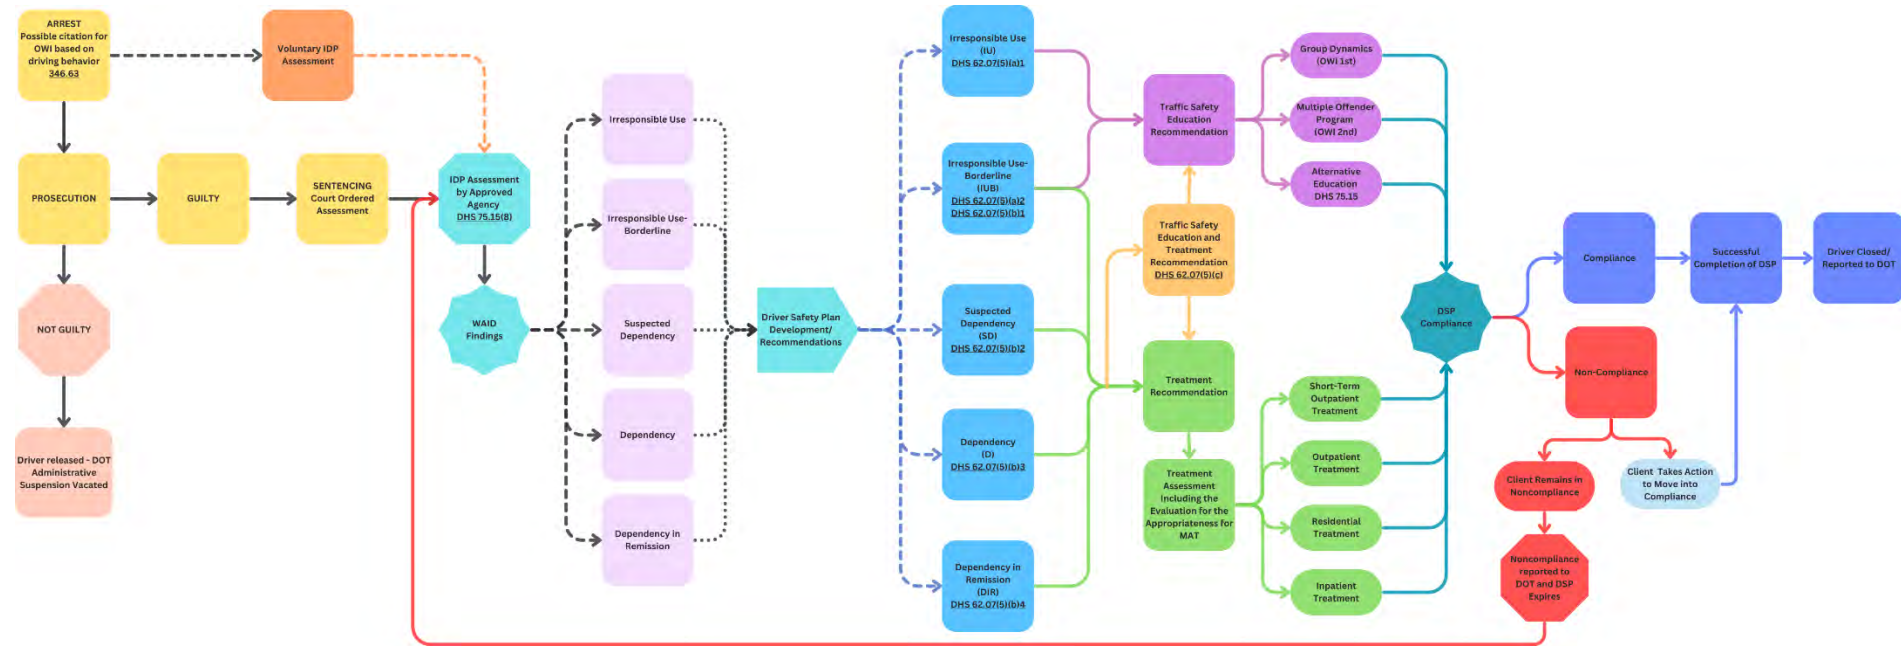 ARREST
Possible citation for
OWI based on
driving behavior
346.63
Voluntary IDP
Assessment
PROSECUTION
GUILTY
SENTENCING
Court Ordered
Assessment
NOT GUILTY
Driver released - DOT
Administrative
Suspension Vacated
IDP Assessment
by Approved
Agency
DHS 75.15(8)
WAID
Findings
Irresponsible Use
Irresponsible Use-
Borderline
Suspected
Dependency
Dependency
Dependency in
Remission
Driver Safety Plan
Development/
Recommendations
Irresponsible Use
(IU)
DHS 62.07(5)(a)1
Irresponsible Use-
Borderline
(IUB)
DHS 62.07(5)(a)2
DHS 62.07(5)(b)1
Suspected
Dependency
(SD)
DHS 62.07(5)(b)2
Dependency
(D)
DHS 62.07(5)(b)3
Dependency in
Remission
(DIR)
DHS 62.07(5)(b)4
Traffic Safety
Education
Recommendation
Traffic Safety
Education and
Treatment
Recommendation
DHS 62.07(5)(c)
Treatment
Recommendation
Treatment
Assessment
Including the
Evaluation for the
Appropriateness for
MAT
Group Dynamics
(OWI 1st)
Multiple Offender
Program
(OWI 2nd)
Alternative
Education
DHS 75.15
Short-Term
Outpatient
Treatment
Outpatient
Treatment
Residential
Treatment
Inpatient
Treatment
DSP
Compliance
Compliance
Successful
Completion of DSP
Driver Closed/
Reported to DOT
Non-Compliance
Client Remains in
Noncompliance
Client Takes Action
to Move into
Compliance
Noncompliance
reported to
DOT and DSP
Expires